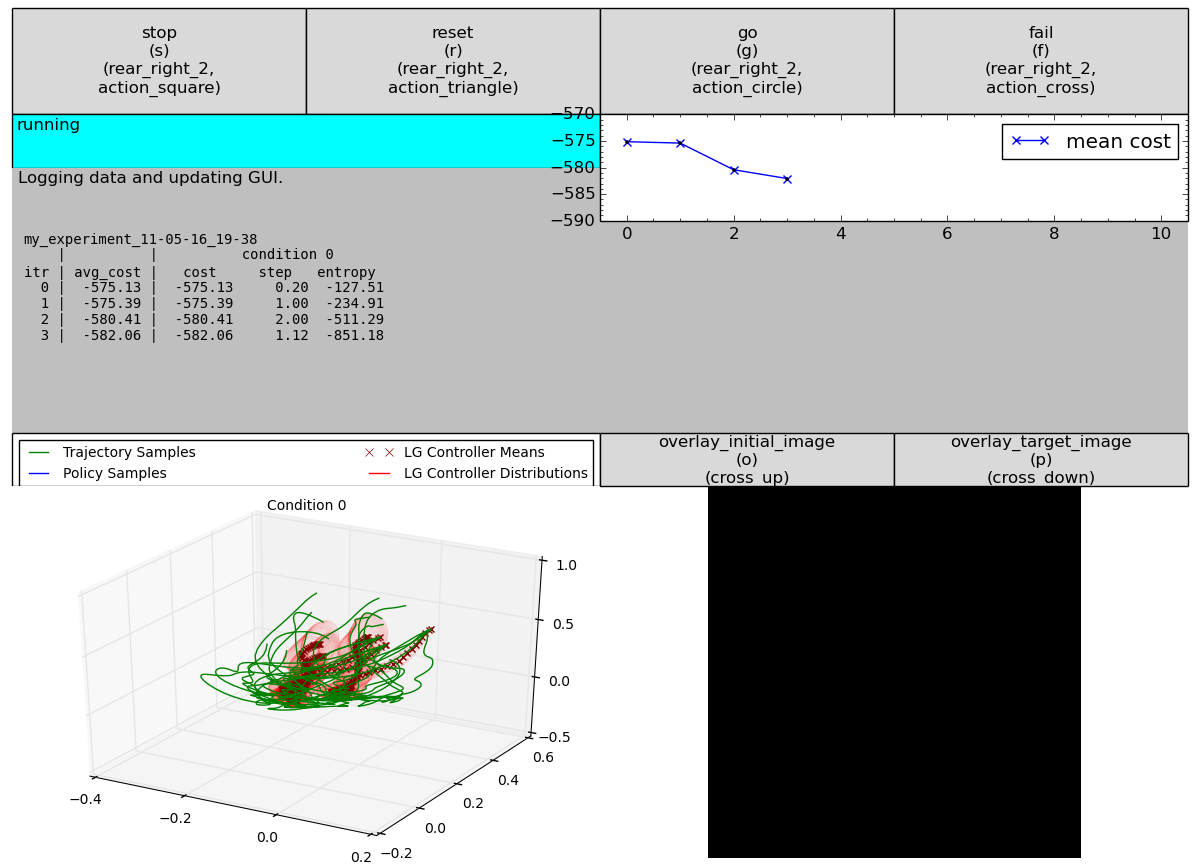 stop
(s)
(rear_right_2,
action_square)
reset
(r)
(rear_right_2,
action_triangle)
go
(g)
(rear_right_2,
action_circle)
fail
(f)
(rear_right_2,
action_cross)
running
Logging data and updating GUI.
my_experiment_11-05-16_19-38
| | condition 0
itr | avg_cost | cost step entropy
0 | -575.13 | -575.13 0.20 -127.51
1 | -575.39 | -575.39 1.00 -234.91
2 | -580.41 | -580.41 2.00 -511.29
3 | -582.06 | -582.06 1.12 -851.18
−570
−575
−580
−585
−590
mean cost
0 2 4 6 8 10
Trajectory Samples
Policy Samples
LG Controller Means
LG Controller Distributions
overlay_initial_image
(o)
(cross_up)
overlay_target_image
(p)
(cross_down)
Condition 0
1.0
0.5
0.0
−0.5
0.6
0.4
0.2
0.0
−0.2
−0.4
−0.2
0.0
0.2